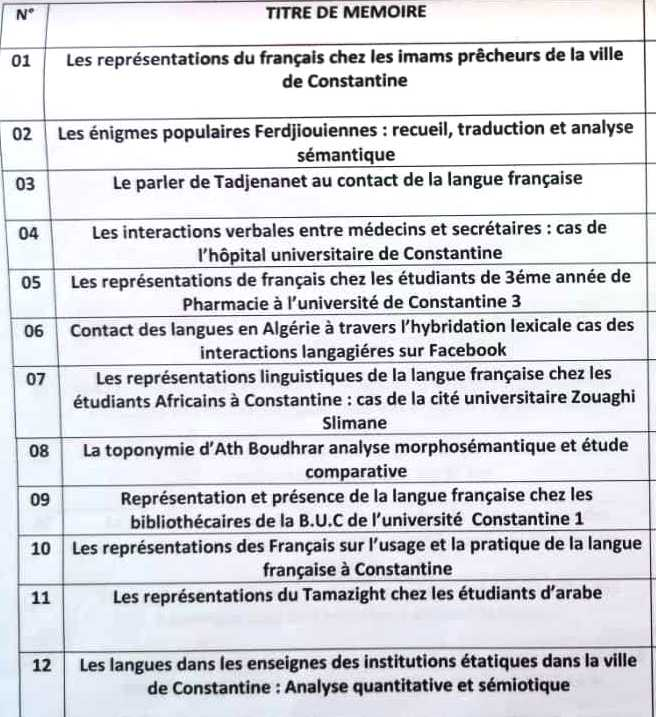 N° TITRE DE MEMOIRE
01 Les représentations du français chez les imams prêcheurs de la ville
de Constantine
02 Les énigmes populaires Ferdjiouiennes : recueil, traduction et analyse
sémantique
03 Le parler de Tadjenanet au contact de la langue française
04 Les interactions verbales entre médecins et secrétaires : cas de
l'hôpital universitaire de Constantine
05 Les représentations de français chez les étudiants de 3éme année de
Pharmacie à l'université de Constantine 3
06 Contact des langues en Algérie à travers l'hybridation lexicale cas des
interactions langagiéres sur Facebook
07 Les représentations linguistiques de la langue française chez les
étudiants Africains à Constantine : cas de la cité universitaire Zouaghi
Slimane
08 La toponymie d'Ath Boudhrar analyse morphosémantique et étude
comparative
09 Représentation et présence de la langue française chez les
bibliothécaires de la B.U.C de l'université Constantine 1
10 Les représentations des Français sur l'usage et la pratique de la langue
française à Constantine
11 Les représentations du Tamazight chez les étudiants d'arabe
12 Les langues dans les enseignes des institutions étatiques dans la ville
de Constantine : Analyse quantitative et sémiotique